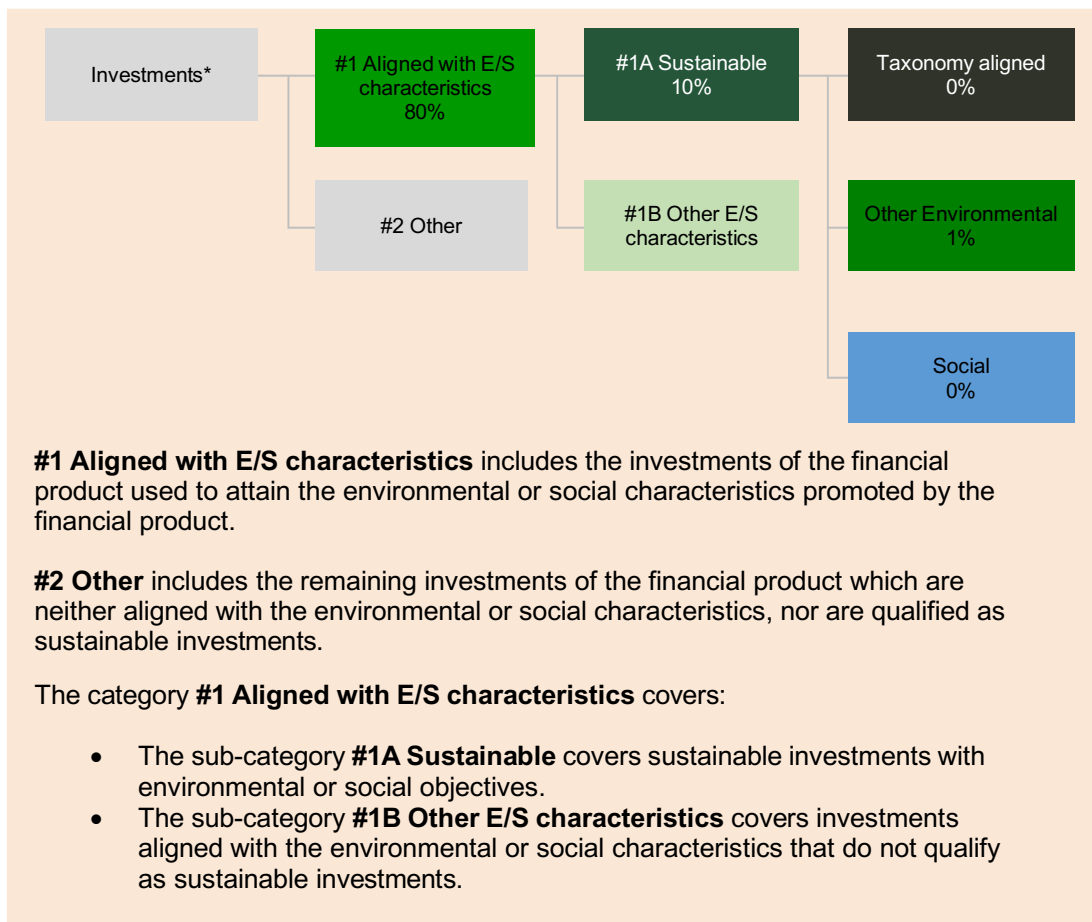 Investments*
#1 Aligned with E/S
characteristics
80%
#1A Sustainable
10%
Taxonomy aligned
0%
#2 Other
#1B Other E/S
characteristics
Other Environmental
1%
Social
0%
#1 Aligned with E/S characteristics includes the investments of the financial
product used to attain the environmental or social characteristics promoted by the
financial product.
#2 Other includes the remaining investments of the financial product which are
neither aligned with the environmental or social characteristics, nor are qualified as
sustainable investments.
The category #1 Aligned with E/S characteristics covers:
• The sub-category #1A Sustainable covers sustainable investments with
environmental or social objectives.
• The sub-category #1B Other E/S characteristics covers investments
aligned with the environmental or social characteristics that do not qualify
as sustainable investments.